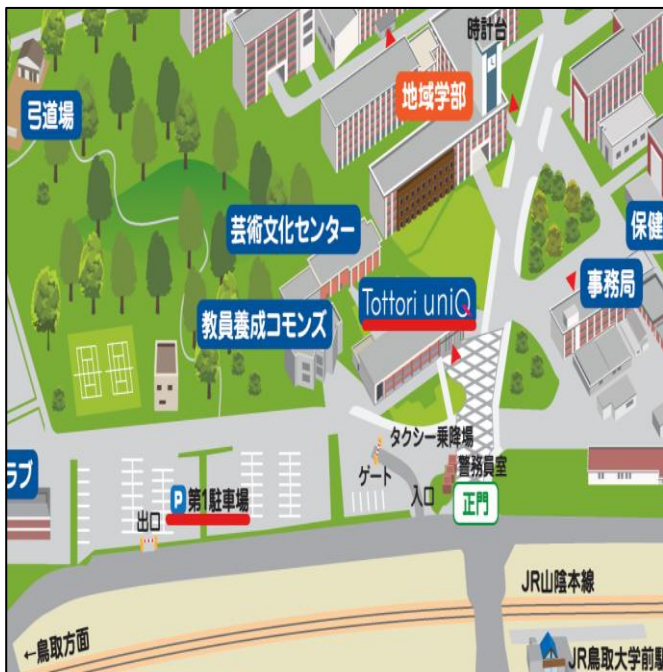 時計台
地域学部
弓道場
芸術文化センター
保健
Tottori uniQ
事務局
教員養成コモンズ
タクシー乗降場
ゲート
警務員室
ラブ
P 第1駐車場
入口
正門
出口
JR山陰本線
←鳥取方面
JR鳥取大学前駅